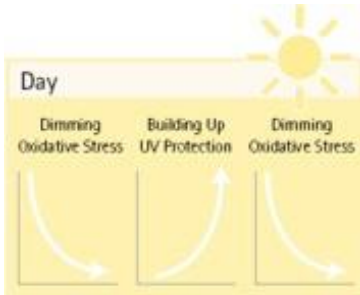 Day
Dimming
Oxidative Stress
Building Up
UV Protection
Dimming
Oxidative Stress